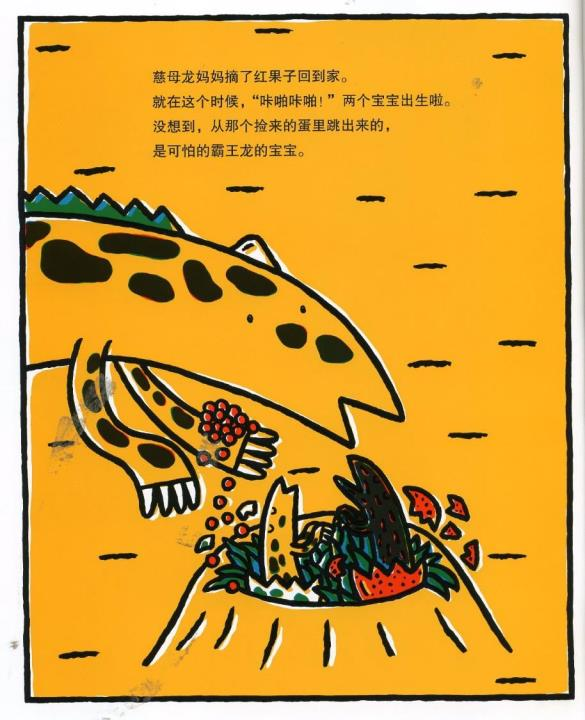 慈母龙妈妈摘了红果子回到家。
就在这个时候，“咔啪咔啪！”两个宝宝出生啦。
没想到，从那个捡来的蛋里跳出来的，
是可怕的霸王龙的宝宝。